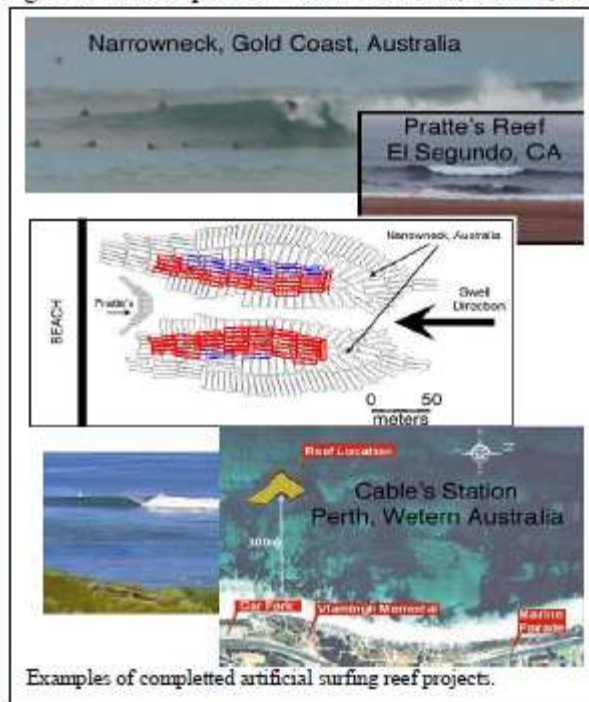 Narrowneck, Gold Coast, Australia
Pratte's Reef
El Segundo, CA
Narrowneck, Australia
Pratte's
Swell
Direction
BEACH
0 50
meters
Reef Location
Cable's Station
Perth, Wetern Australia
300m
Car Park
Vlamingh Memorial
Marine
Parade
Examples of completted artificial surfing reef projects.